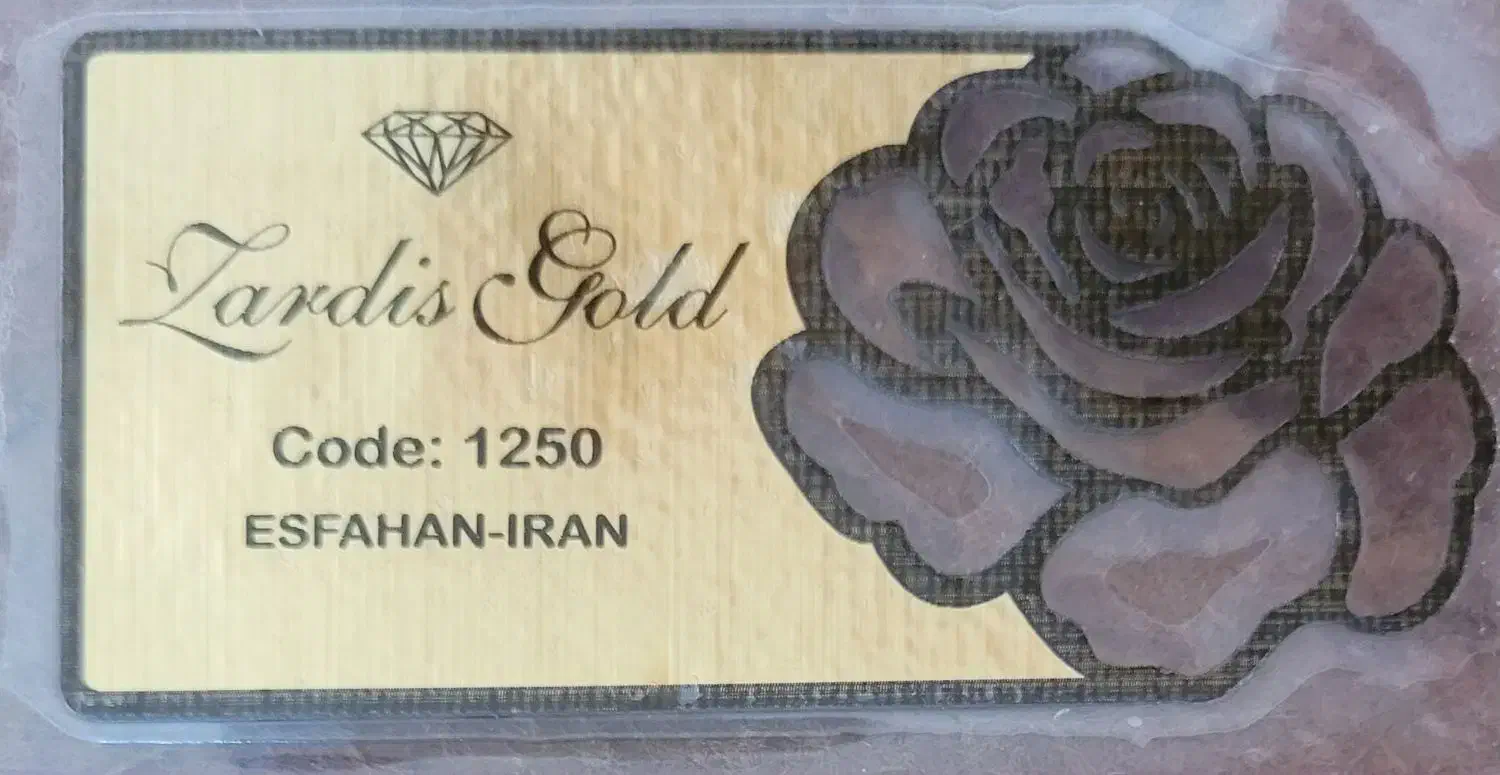 Zardis Gold
Code: 1250
ESFAHAN-IRAN